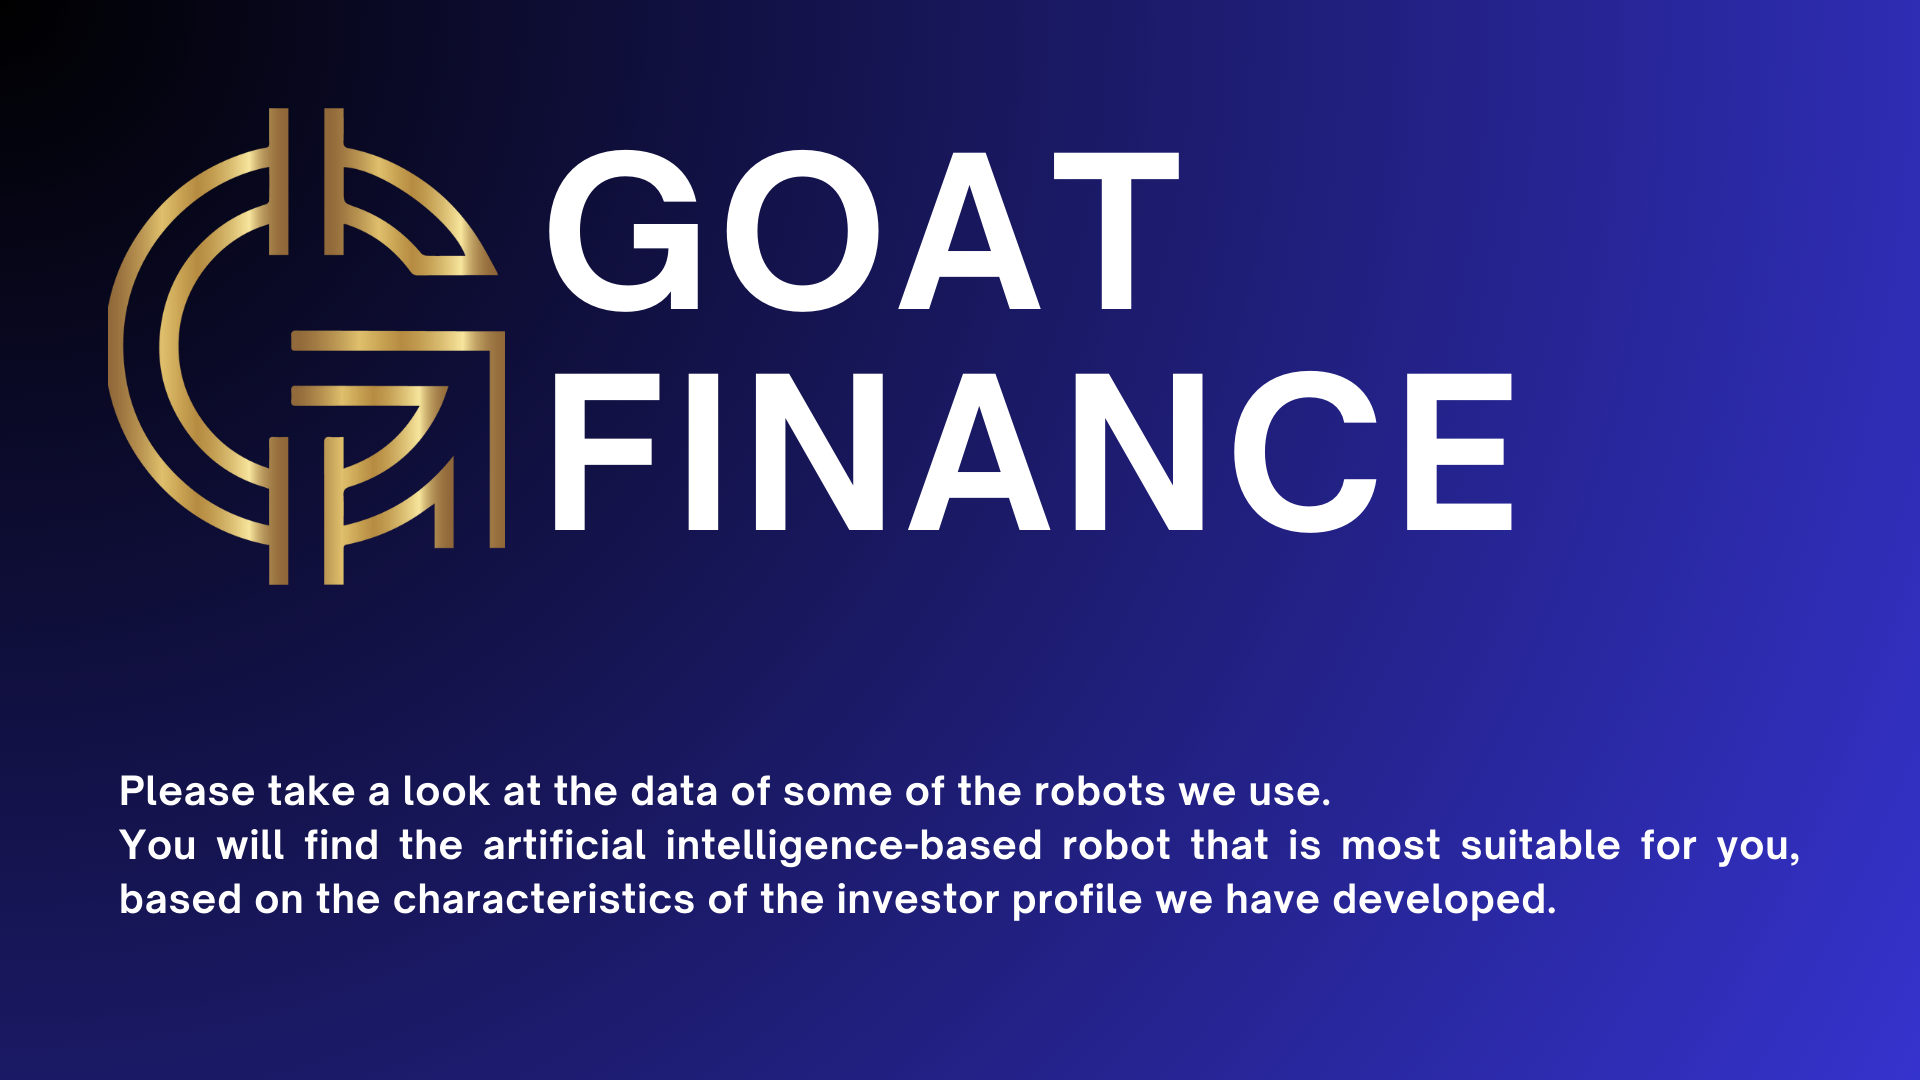 GOAT
FINANCE
Please take a look at the data of some of the robots we use.
You will find the artificial intelligence-based robot that is most suitable for you,
based on the characteristics of the investor profile we have developed.